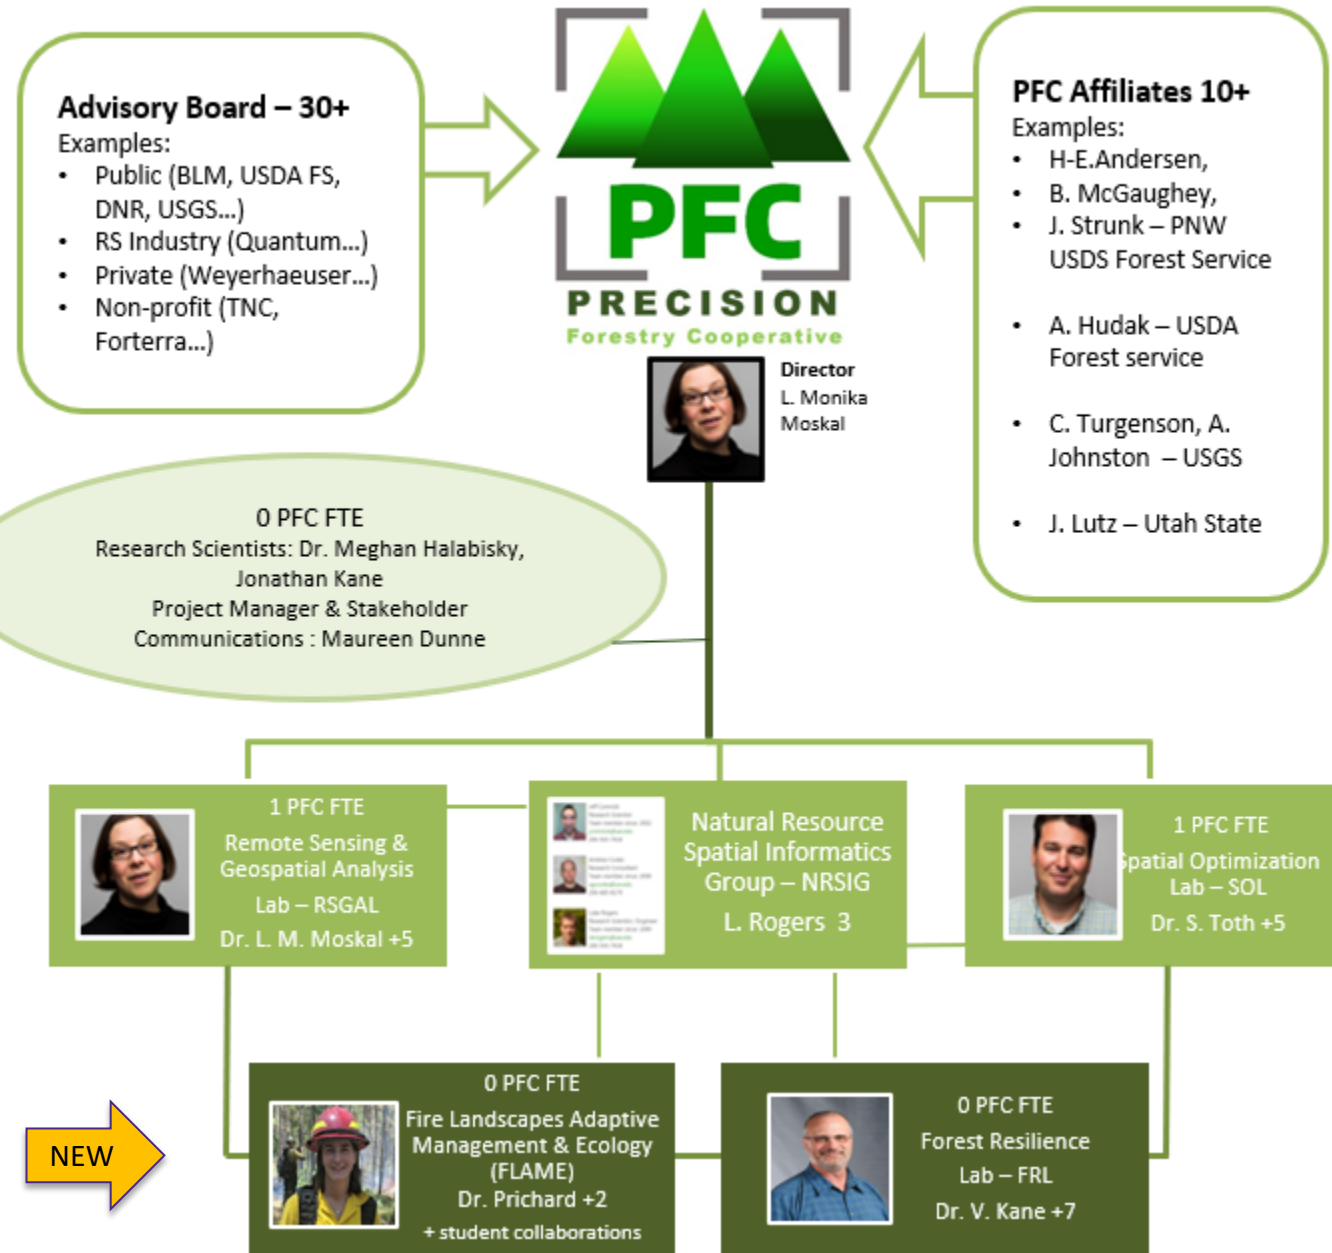 Advisory Board – 30+
Examples:
• Public (BLM, USDA FS,
DNR, USGS...)
• RS Industry (Quantum...)
• Private (Weyerhaeuser...)
• Non-profit (TNC,
Forterra...)
PFC
PRECISION
Forestry Cooperative
Director
L. Monika
Moskal
PFC Affiliates 10+
Examples:
• H-E.Andersen,
• B. McGaughey,
• J. Strunk – PNW
USDS Forest Service
• A. Hudak – USDA
Forest service
• C. Turgenson, A.
Johnston – USGS
• J. Lutz – Utah State
0 PFC FTE
Research Scientists: Dr. Meghan Halabisky,
Jonathan Kane
Project Manager & Stakeholder
Communications : Maureen Dunne
1 PFC FTE
Remote Sensing &
Geospatial Analysis
Lab – RSGAL
Dr. L. M. Moskal +5
Natural Resource
Spatial Informatics
Group – NRSIG
L. Rogers 3
1 PFC FTE
Spatial Optimization
Lab – SOL
Dr. S. Toth +5
NEW
0 PFC FTE
Fire Landscapes Adaptive
Management & Ecology
(FLAME)
Dr. Prichard +2
+ student collaborations
0 PFC FTE
Forest Resilience
Lab – FRL
Dr. V. Kane +7